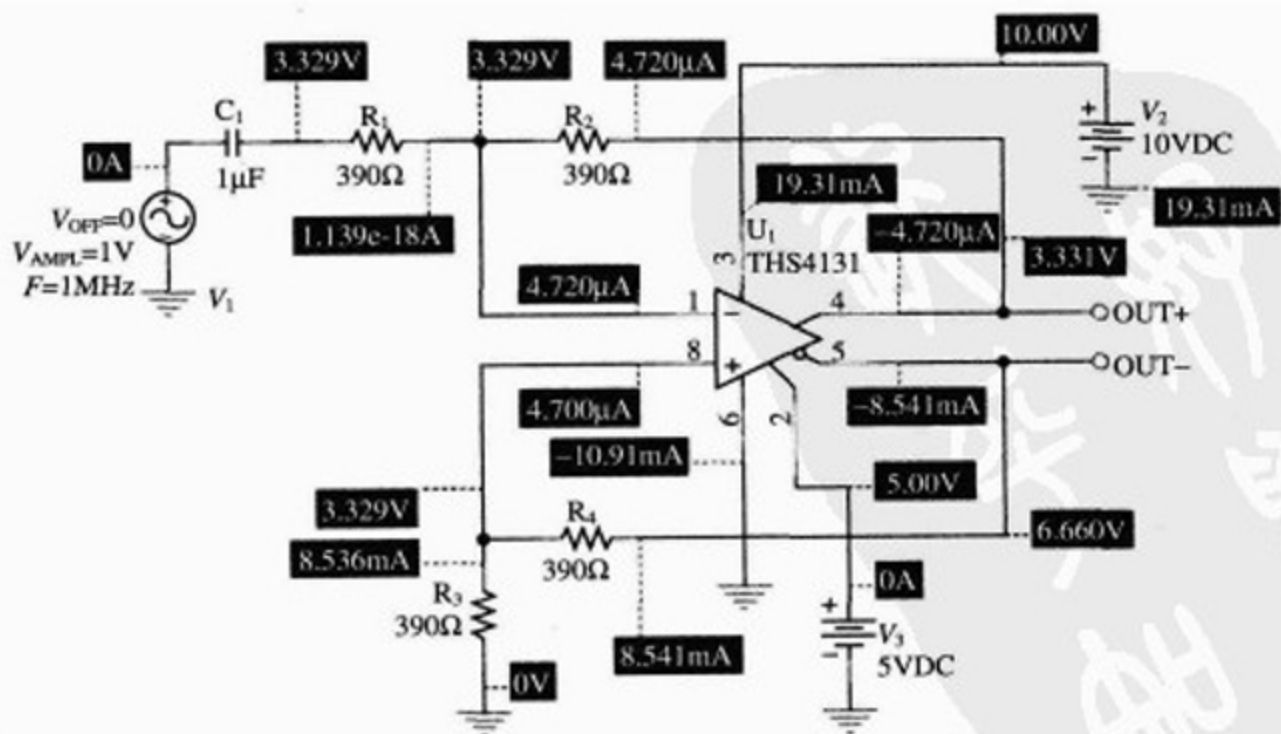 10.00V
3.329V
3.329V
4.720μA
C₁
R₁
R₂
V₂
10VDC
0A
1μF
390Ω
390Ω
19.31mA
19.31mA
V_OFF=0
V_AMPL=1V
F=1MHz
V₁
1.139e-18A
U₁
THS4131
-4.720μA
3.331V
3
4.720μA
1
−
4
OUT+
8
+
5
OUT−
4.700μA
6
2
-8.541mA
-10.91mA
5.00V
3.329V
R₄
6.660V
8.536mA
390Ω
0A
R₃
390Ω
+
−
V₃
5VDC
8.541mA
0V